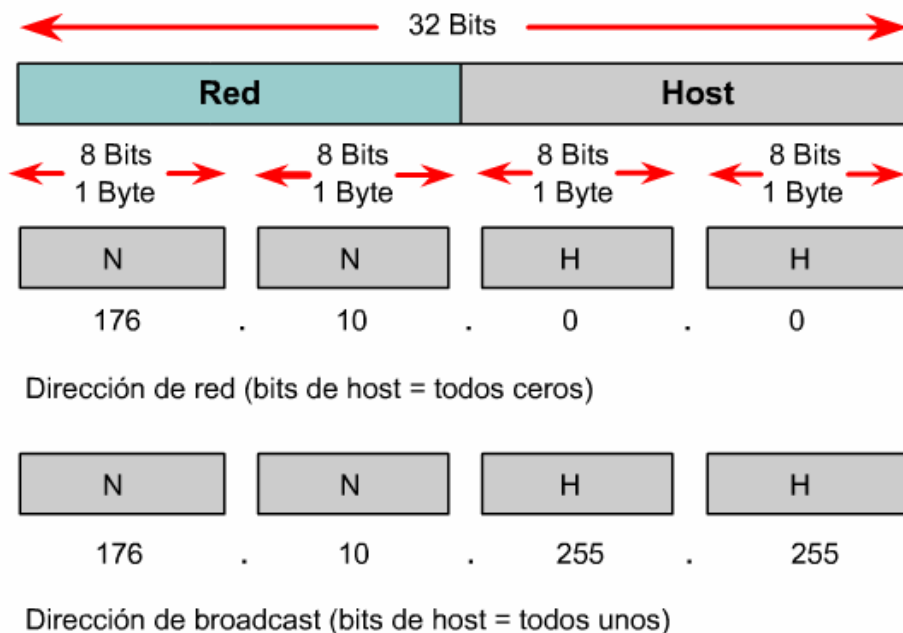 32 Bits
Red Host
8 Bits 8 Bits 8 Bits 8 Bits
1 Byte 1 Byte 1 Byte 1 Byte
N N H H
176 . 10 . 0 . 0
Dirección de red (bits de host = todos ceros)
N N H H
176 . 10 . 255 . 255
Dirección de broadcast (bits de host = todos unos)